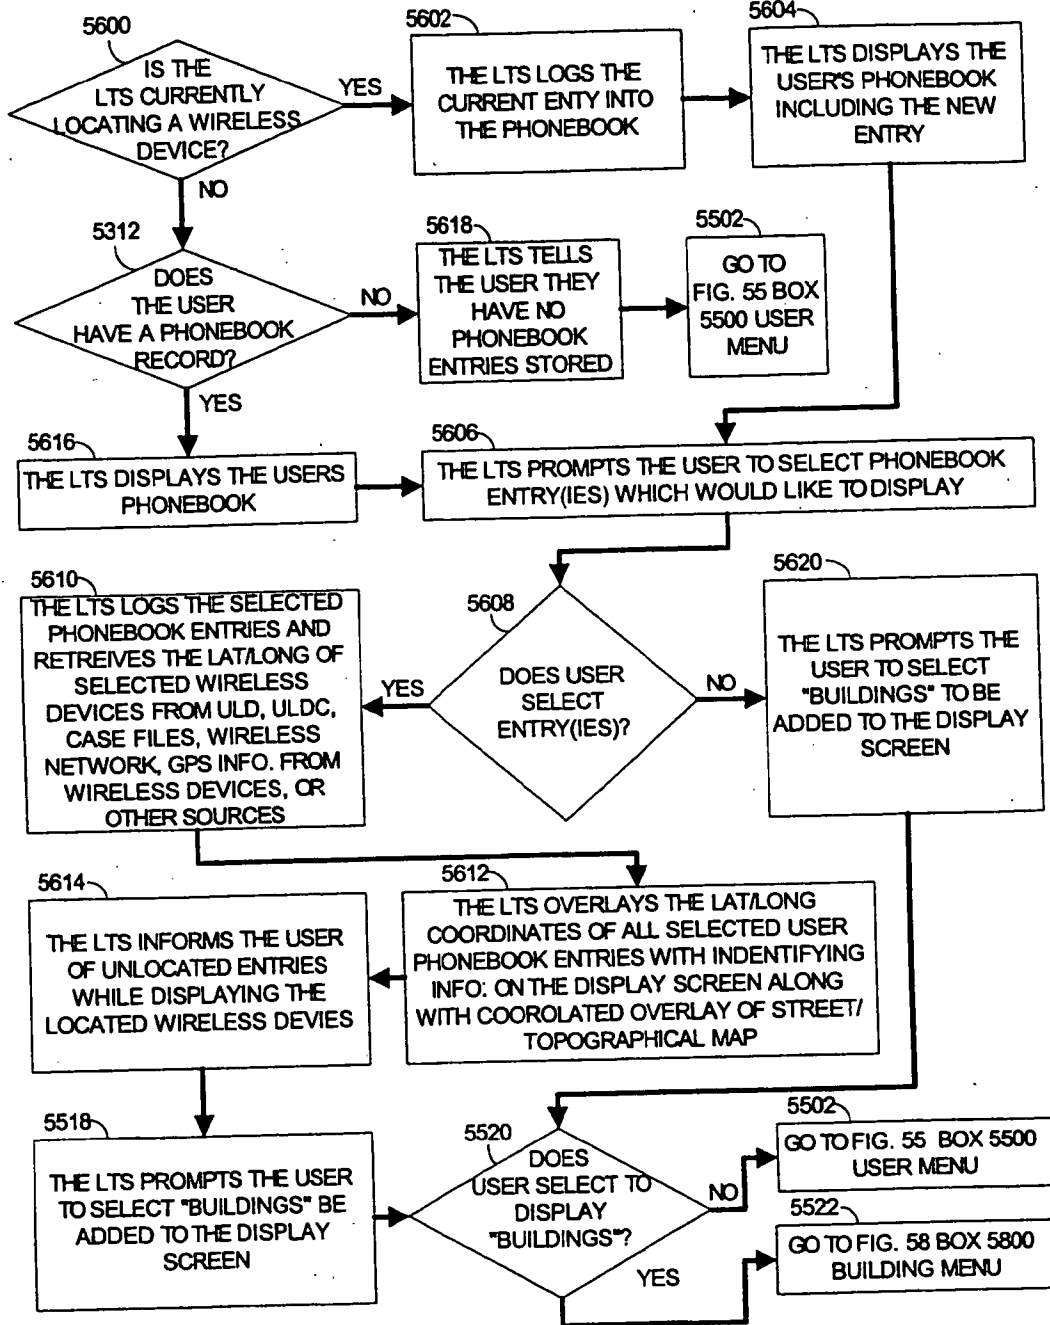 5600
IS THE
LTS CURRENTLY
LOCATING A WIRELESS
DEVICE?
YES
NO
5602
THE LTS LOGS THE
CURRENT ENTY INTO
THE PHONEBOOK
5604
THE LTS DISPLAYS THE
USER'S PHONEBOOK
INCLUDING THE NEW
ENTRY
5312
DOES
THE USER
HAVE A PHONEBOOK
RECORD?
NO
YES
5618
THE LTS TELLS
THE USER THEY
HAVE NO
PHONEBOOK
ENTRIES STORED
5502
GO TO
FIG. 55 BOX
5500 USER
MENU
5616
THE LTS DISPLAYS THE USERS
PHONEBOOK
5606
THE LTS PROMPTS THE USER TO SELECT PHONEBOOK
ENTRY(IES) WHICH WOULD LIKE TO DISPLAY
5610
THE LTS LOGS THE SELECTED
PHONEBOOK ENTRIES AND
RETREIVES THE LAT/LONG OF
SELECTED WIRELESS
DEVICES FROM ULD, ULDC,
CASE FILES, WIRELESS
NETWORK, GPS INFO. FROM
WIRELESS DEVICES, OR
OTHER SOURCES
5608
DOES USER
SELECT
ENTRY(IES)?
YES
NO
5620
THE LTS PROMPTS THE
USER TO SELECT
"BUILDINGS" TO BE
ADDED TO THE DISPLAY
SCREEN
5614
THE LTS INFORMS THE USER
OF UNLOCATED ENTRIES
WHILE DISPLAYING THE
LOCATED WIRELESS DEVIES
5612
THE LTS OVERLAYS THE LAT/LONG
COORDINATES OF ALL SELECTED USER
PHONEBOOK ENTRIES WITH INDENTIFYING
INFO: ON THE DISPLAY SCREEN ALONG
WITH COOROLATED OVERLAY OF STREET/
TOPOGRAPHICAL MAP
5518
THE LTS PROMPTS THE USER
TO SELECT "BUILDINGS" BE
ADDED TO THE DISPLAY
SCREEN
5520
DOES
USER SELECT TO
DISPLAY
"BUILDINGS"?
NO
YES
5502
GO TO FIG. 55 BOX 5500
USER MENU
5522
GO TO FIG. 58 BOX 5800
BUILDING MENU